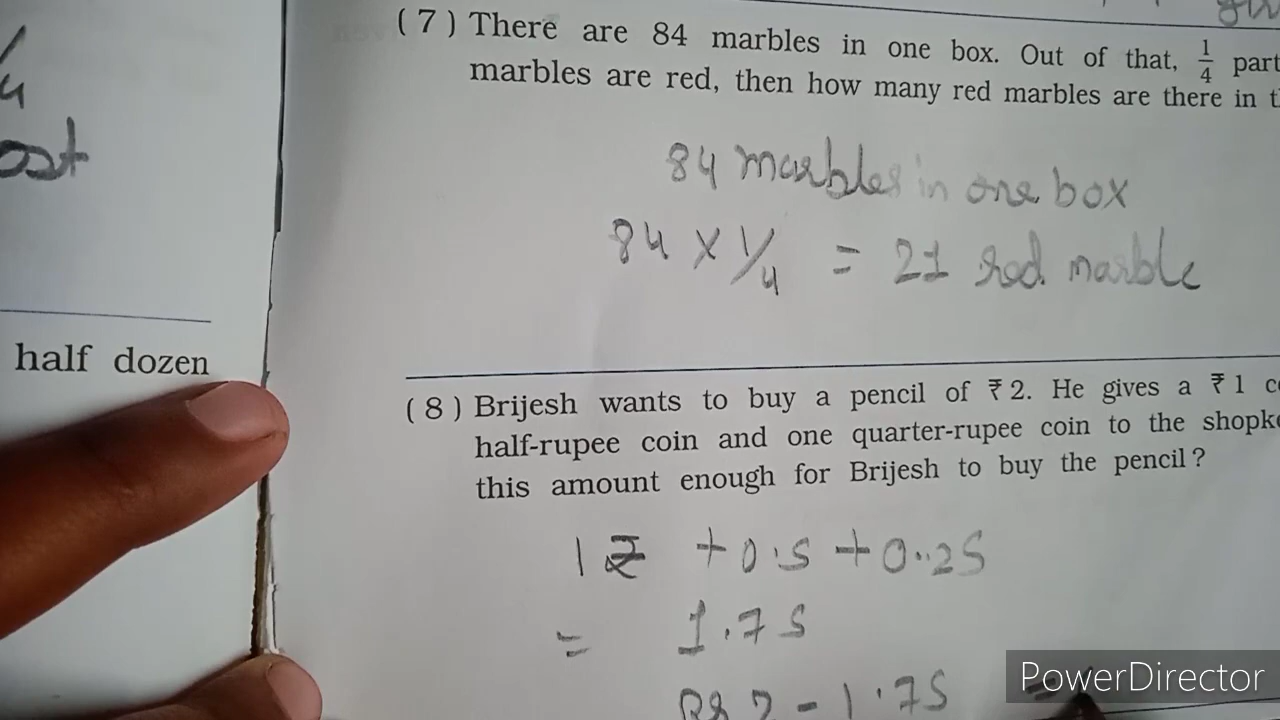 ( 7 ) There are 84 marbles in one box. Out of that, 1/4 part
marbles are red, then how many red marbles are there in
84 marbles in one box
84 × 1/4 = 21 red marble
half dozen
( 8 ) Brijesh wants to buy a pencil of ₹ 2. He gives a ₹ 1
half-rupee coin and one quarter-rupee coin to the
this amount enough for Brijesh to buy the pencil ?
1 ₹ + 0.5 + 0.25
= 1.75
Rs 2 - 1.75 =
PowerDirector